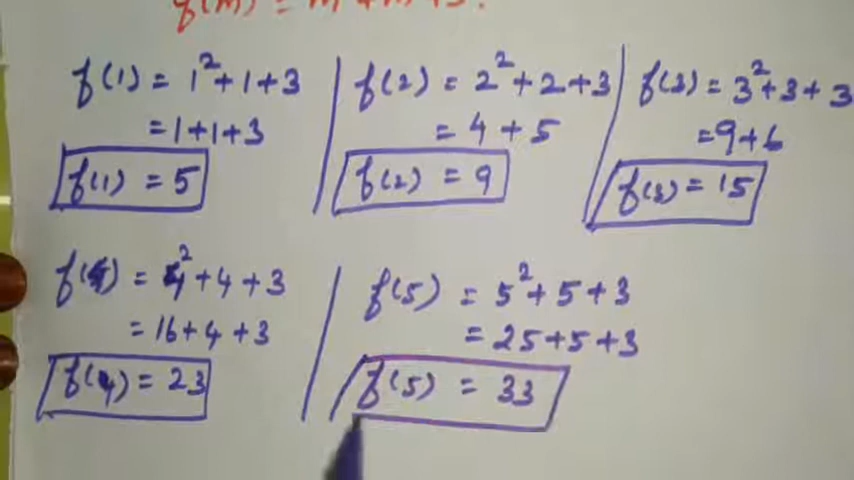 f(1) = 1² + 1 + 3
= 1 + 1 + 3
f(1) = 5
f(2) = 2² + 2 + 3
= 4 + 5
f(2) = 9
f(3) = 3² + 3 + 3
= 9 + 6
f(3) = 15
f(4) = 4² + 4 + 3
= 16 + 4 + 3
f(4) = 23
f(5) = 5² + 5 + 3
= 25 + 5 + 3
f(5) = 33